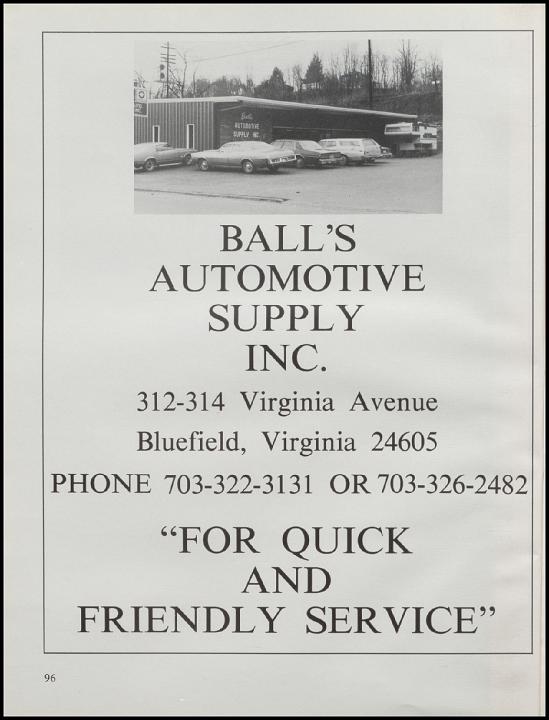 Ball's
AUTOMOTIVE
SUPPLY INC.
BALL'S
AUTOMOTIVE
SUPPLY
INC.
312-314 Virginia Avenue
Bluefield, Virginia 24605
PHONE 703-322-3131 OR 703-326-2482
“FOR QUICK
AND
FRIENDLY SERVICE”
96